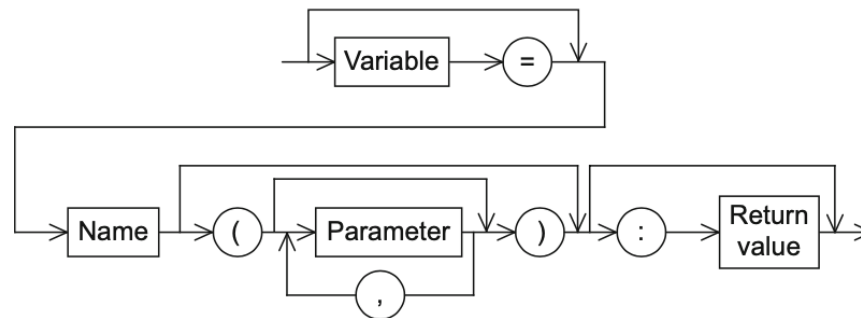 Variable =
Name ( Parameter ) : Return
value
,